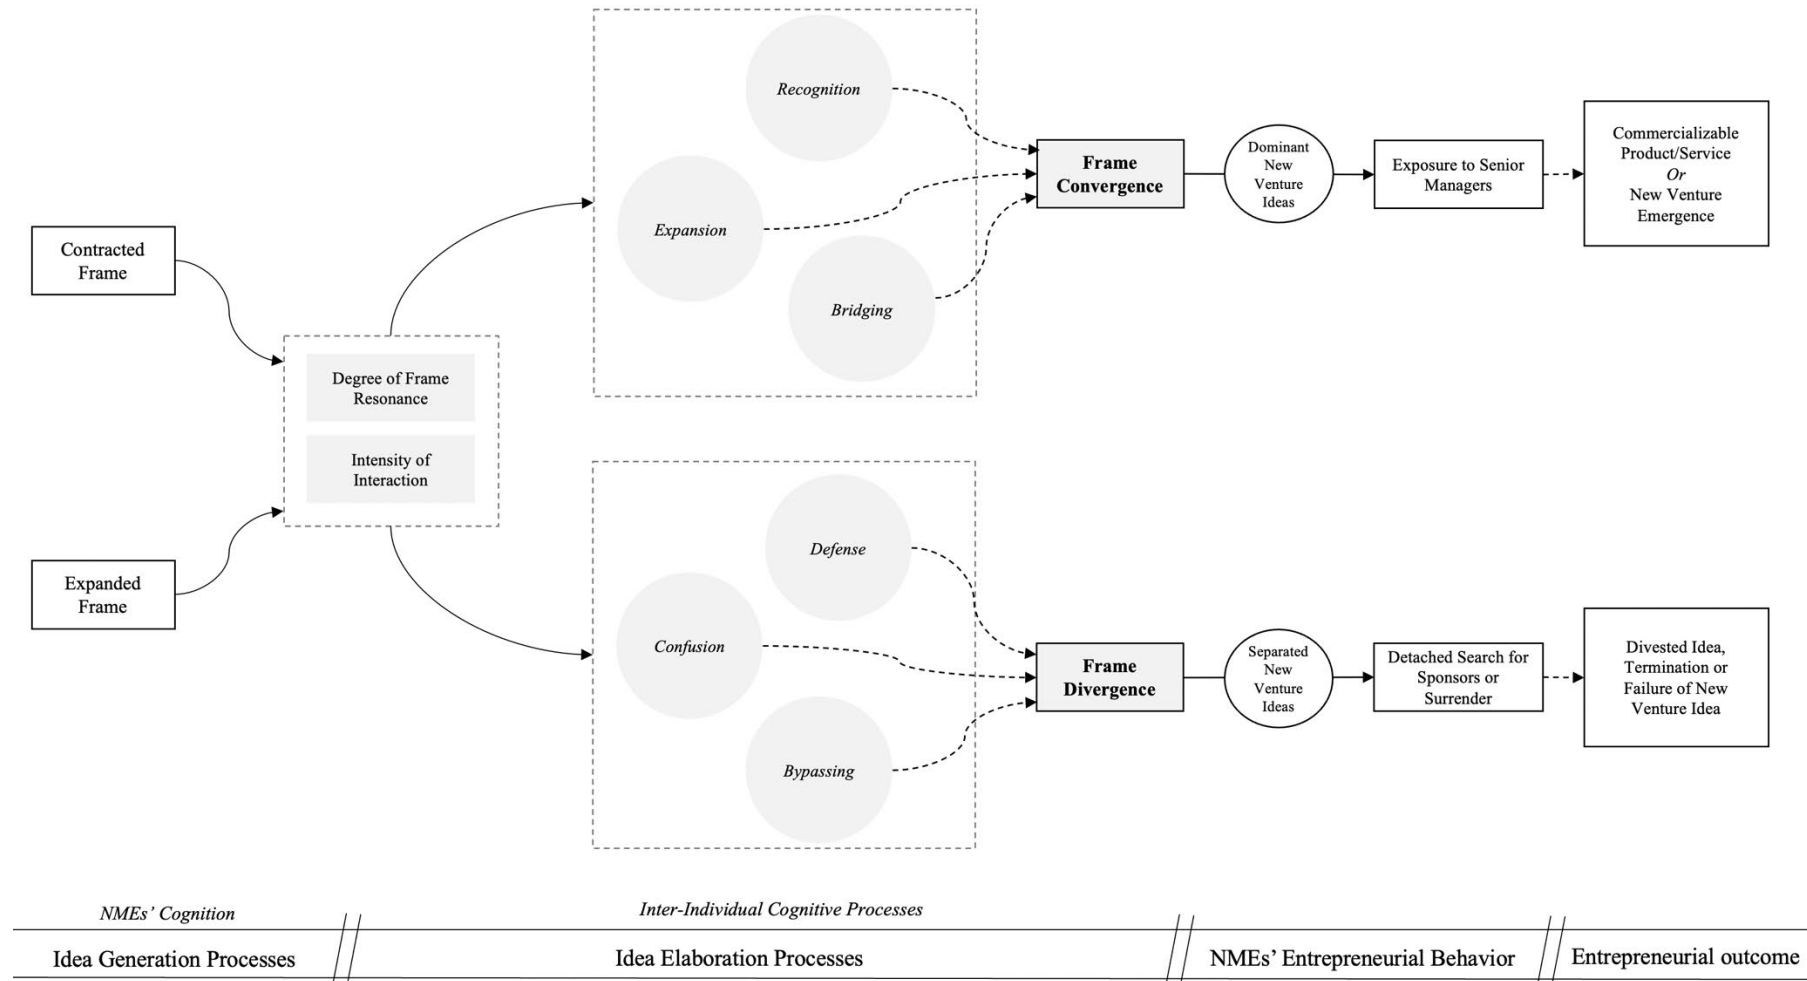 Contracted
Frame
Expanded
Frame
Degree of Frame
Resonance
Intensity of
Interaction
Recognition
Expansion
Bridging
Frame
Convergence
Dominant
New
Venture
Ideas
Exposure to Senior
Managers
Commercializable
Product/Service
Or
New Venture
Emergence
Defense
Confusion
Bypassing
Frame
Divergence
Separated
New
Venture
Ideas
Detached Search for
Sponsors or
Surrender
Divested Idea,
Termination or
Failure of New
Venture Idea
NMEs’ Cognition
Inter-Individual Cognitive Processes
Idea Generation Processes
Idea Elaboration Processes
NMEs’ Entrepreneurial Behavior
Entrepreneurial outcome